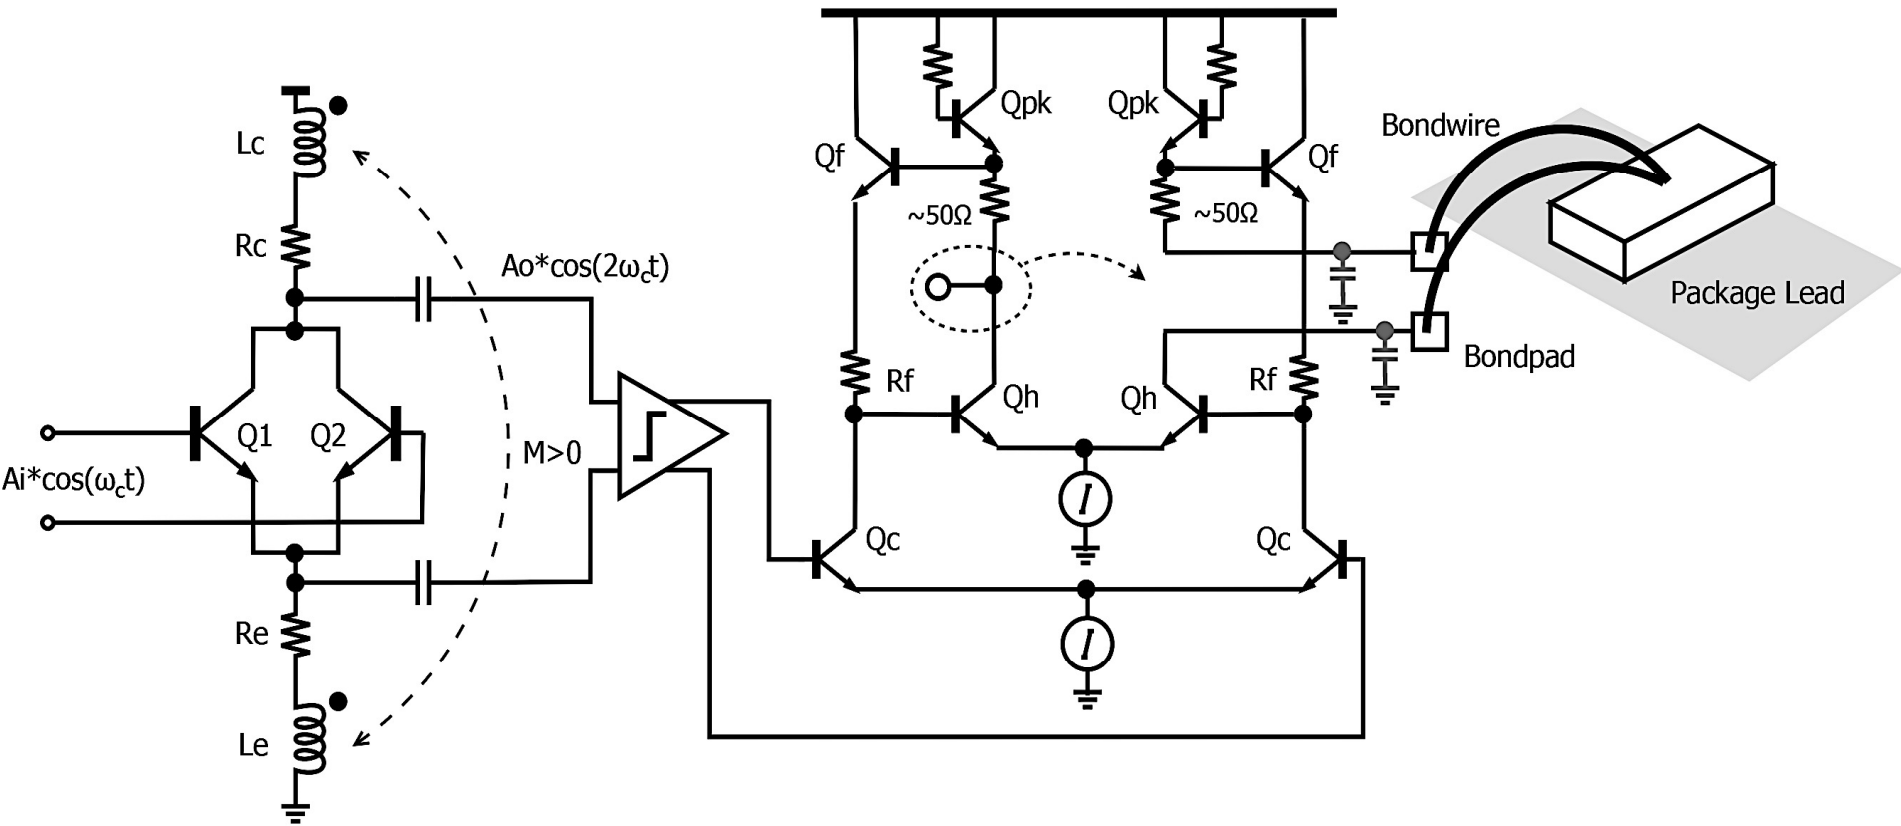 Lc
Rc
Ao*cos(2ωct)
Q1
Q2
Ai*cos(ωct)
M>0
Re
Le
Qpk
Qpk
Qf
Qf
~50Ω
~50Ω
Rf
Rf
Qh
Qh
I
Qc
Qc
I
Bondwire
Package Lead
Bondpad